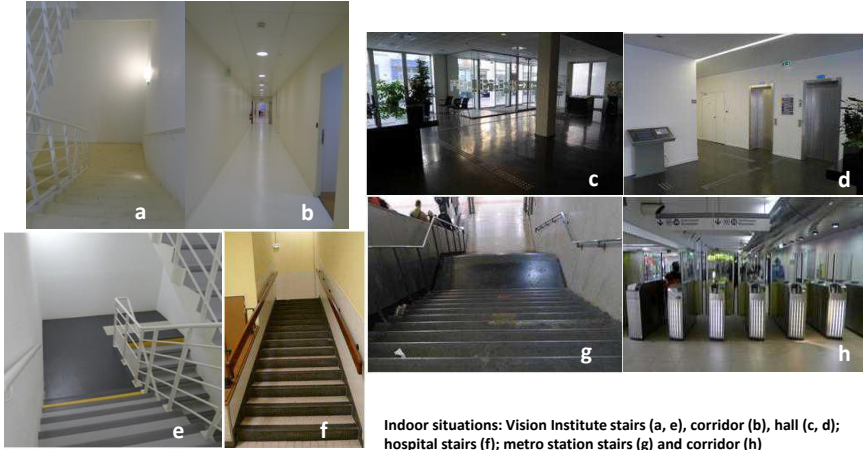 a
b
c
d
e
f
g
h
Indoor situations: Vision Institute stairs (a, e), corridor (b), hall (c, d);
hospital stairs (f); metro station stairs (g) and corridor (h)